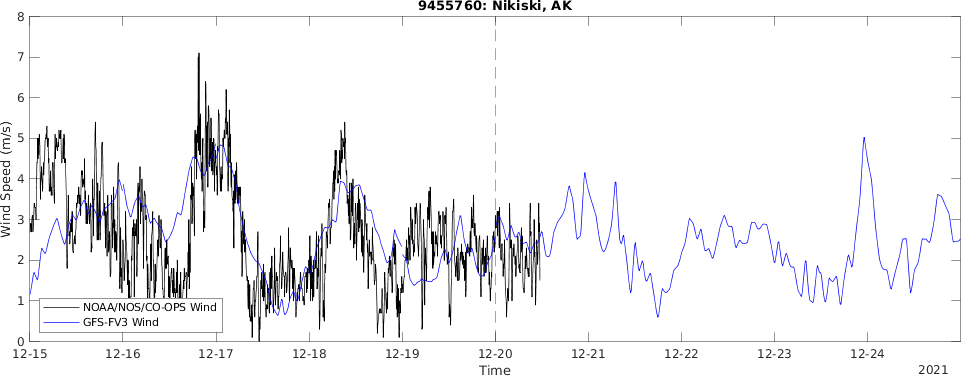 9455760: Nikiski, AK
8
7
6
5
4
3
2
1
0
Wind Speed (m/s)
NOAA/NOS/CO-OPS Wind
GFS-FV3 Wind
12-15 12-16 12-17 12-18 12-19 12-20 12-21 12-22 12-23 12-24
Time
2021